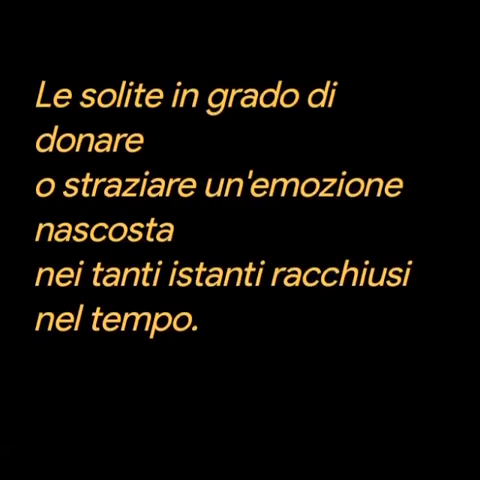 Le solite in grado di
donare
o straziare un'emozione
nascosta
nei tanti istanti racchiusi
nel tempo.